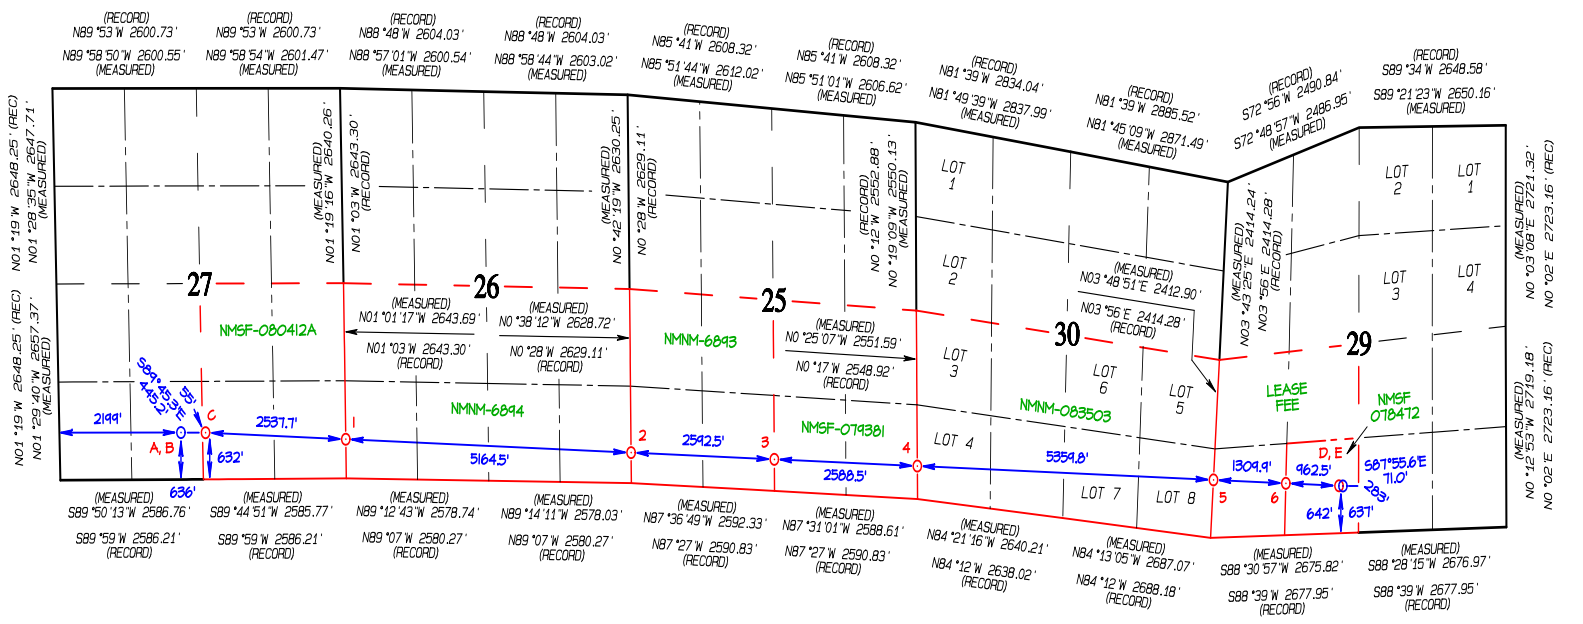 (RECORD)
N89°53'W 2600.73'
N89°58'50"W 2600.55'
(MEASURED)
(RECORD)
N89°53'W 2600.73'
N89°58'54"W 2601.47'
(MEASURED)
(RECORD)
N88°48'W 2604.03'
N88°57'01"W 2600.54'
(MEASURED)
(RECORD)
N88°48'W 2604.03'
N88°58'44"W 2603.02'
(MEASURED)
(RECORD)
N85°41'W 2608.32'
N85°51'44"W 2612.02'
(MEASURED)
(RECORD)
N85°41'W 2608.32'
N85°51'01"W 2606.62'
(MEASURED)
(RECORD)
N81°39'W 2834.04'
N81°49'39"W 2837.99'
(MEASURED)
(RECORD)
N81°39'W 2885.52'
N81°45'09"W 2871.49'
(MEASURED)
(RECORD)
S72°56'W 2490.84'
S72°48'57"W 2486.95'
(MEASURED)
(RECORD)
S89°34'W 2648.58'
S89°21'23"W 2650.16'
(MEASURED)
N01°19'W 2648.25' (REC)
N01°28'35"W 2647.71'
(MEASURED)
N01°19'W 2648.25' (REC)
N01°29'40"W 2657.37'
(MEASURED)
(MEASURED)
N01°19'16"W 2640.26'
N01°03'W 2643.30'
(RECORD)
(MEASURED)
N0°42'19"W 2630.25'
N0°28'W 2629.11'
(RECORD)
(RECORD)
N0°12'W 2552.88'
N0°19'09"W 2550.13'
(MEASURED)
(MEASURED)
N03°43'25"E 2414.24'
N03°56'E 2414.28'
(RECORD)
(MEASURED)
N0°03'08"E 2721.32'
N0°02'E 2723.16' (REC)
(MEASURED)
N0°12'53"W 2719.18'
N0°02'E 2723.16' (REC)
LOT
1
LOT
2
LOT
3
LOT 4
LOT
6
LOT
5
LOT 7
LOT 8
LOT
2
LOT
1
LOT
3
LOT
4
27
26
25
30
29
(MEASURED)
N01°01'17"W 2643.69'
N01°03'W 2643.30'
(RECORD)
(MEASURED)
N0°38'12"W 2628.72'
N0°28'W 2629.11'
(RECORD)
(MEASURED)
N0°25'07"W 2551.59'
N0°17'W 2548.92'
(RECORD)
(MEASURED)
N03°48'51"E 2412.90'
N03°56'E 2414.28'
(RECORD)
NMSF-080412A
NMNM-6894
NMNM-6893
NMSF-079381
NMNM-083503
LEASE
FEE
NMSF
078472
S89°45.3'E
445.2'
55'
2199'
A, B
C
2537.7'
632'
636'
1
5164.5'
2
2592.5'
3
2588.5'
4
5359.8'
5
1309.9'
6
962.5'
D, E
S87°55.6'E
71.0'
283'
642'
637'
(MEASURED)
S89°50'13"W 2586.76'
S89°59'W 2586.21'
(RECORD)
(MEASURED)
S89°44'51"W 2585.77'
S89°59'W 2586.21'
(RECORD)
(MEASURED)
N89°12'43"W 2578.74'
N89°07'W 2580.27'
(RECORD)
(MEASURED)
N89°14'11"W 2578.03'
N89°07'W 2580.27'
(RECORD)
(MEASURED)
N87°36'49"W 2592.33'
N87°27'W 2590.83'
(RECORD)
(MEASURED)
N87°31'01"W 2588.61'
N87°27'W 2590.83'
(RECORD)
(MEASURED)
N84°21'16"W 2640.21'
N84°12'W 2638.02'
(RECORD)
(MEASURED)
N84°13'05"W 2687.07'
N84°12'W 2688.18'
(RECORD)
(MEASURED)
S88°30'57"W 2675.82'
S88°39'W 2677.95'
(RECORD)
(MEASURED)
S88°28'15"W 2676.97'
S88°39'W 2677.95'
(RECORD)